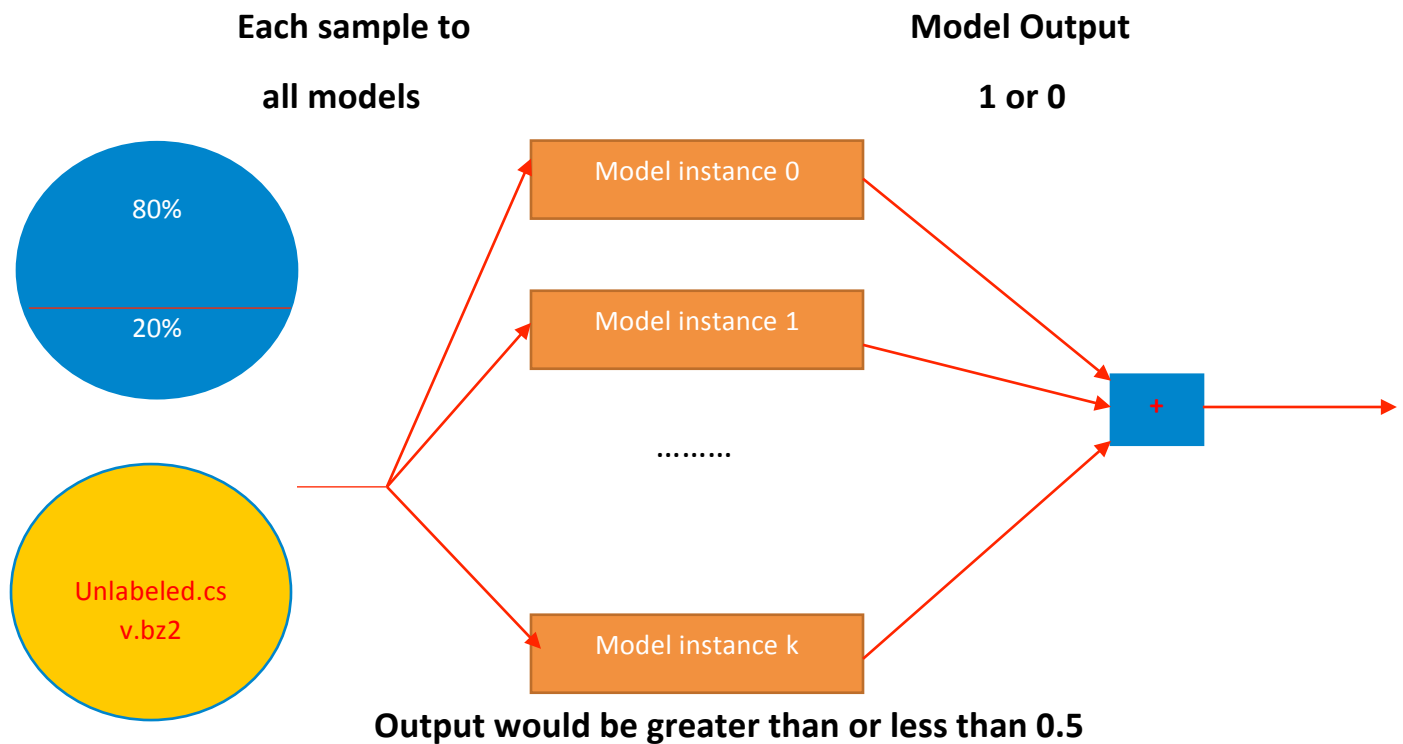 Each sample to
all models
Model Output
1 or 0
80%
20%
Unlabeled.cs
v.bz2
Model instance 0
Model instance 1
.........
Model instance k
+
Output would be greater than or less than 0.5